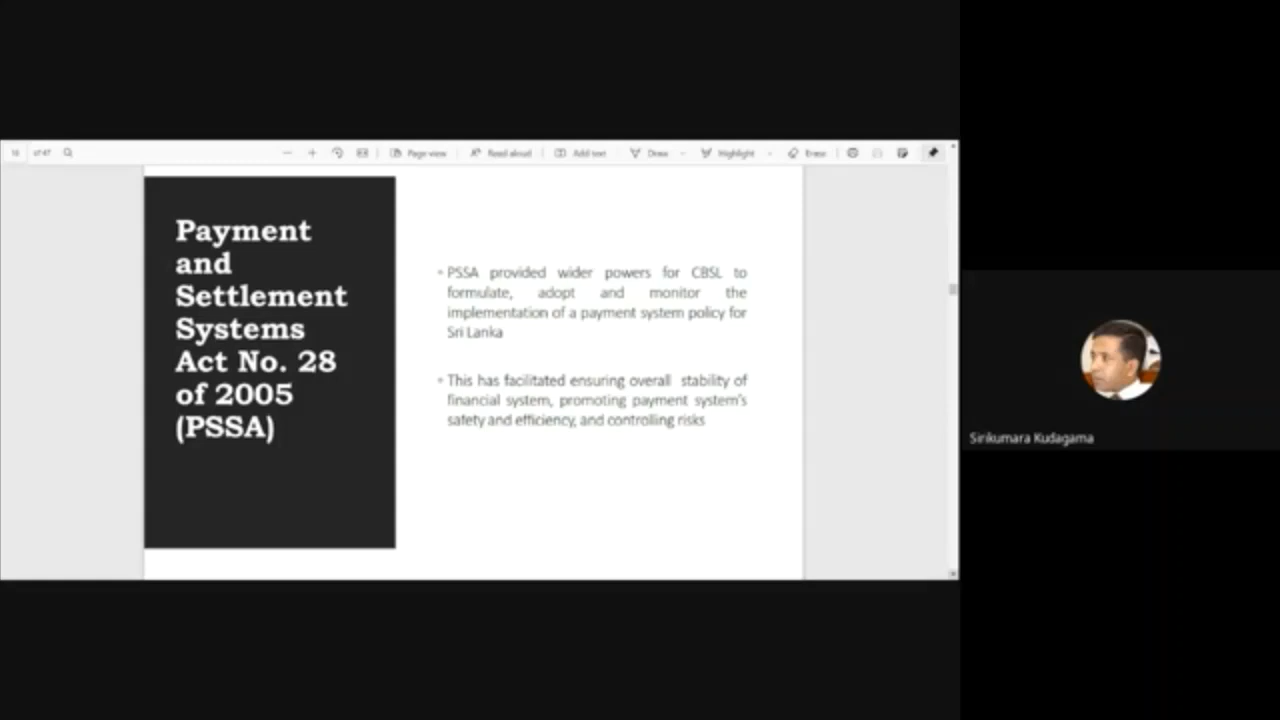 of 47
Page view
Read aloud
Add text
Draw
Highlight
Erase
Payment
and
Settlement
Systems
Act No. 28
of 2005
(PSSA)
• PSSA provided wider powers for CBSL to
formulate, adopt and monitor the
implementation of a payment system policy for
Sri Lanka
• This has facilitated ensuring overall stability of
financial system, promoting payment system's
safety and efficiency, and controlling risks
Sirikumara Kudagama